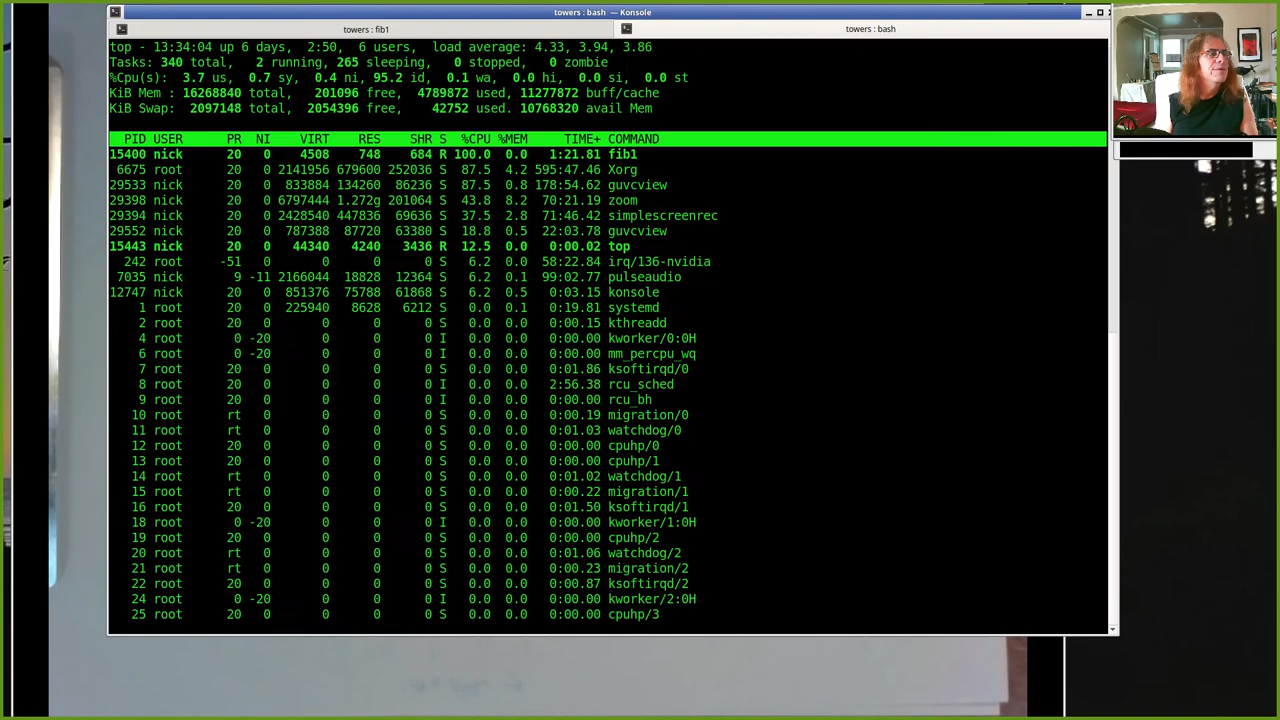 towers : bash — Konsole
towers : fib1
towers : bash
top - 13:34:04 up 6 days,  2:50,  6 users,  load average: 4.33, 3.94, 3.86
Tasks: 340 total,   2 running, 265 sleeping,   0 stopped,   0 zombie
%Cpu(s):  3.7 us,  0.7 sy,  0.4 ni, 95.2 id,  0.1 wa,  0.0 hi,  0.0 si,  0.0 st
KiB Mem : 16268840 total,   201096 free,  4789872 used, 11277872 buff/cache
KiB Swap:  2097148 total,  2054396 free,    42752 used. 10768320 avail Mem
PID USER      PR  NI    VIRT    RES    SHR S  %CPU %MEM     TIME+ COMMAND
15400 nick      20   0    4508    748    684 R 100.0  0.0   1:21.81 fib1
6675 root      20   0 2141956 679600 252036 S  87.5  4.2 595:47.46 Xorg
29533 nick      20   0  833884 134260  86236 S  87.5  0.8 178:54.62 guvcview
29398 nick      20   0 6797444 1.272g 201064 S  43.8  8.2  70:21.19 zoom
29394 nick      20   0 2428540 447836  69636 S  37.5  2.8  71:46.42 simplescreenrec
29552 nick      20   0  787388  87720  63380 S  18.8  0.5  22:03.78 guvcview
15443 nick      20   0   44340   4240   3436 R  12.5  0.0   0:00.02 top
242 root     -51   0       0      0      0 S   6.2  0.0  58:22.84 irq/136-nvidia
7035 nick       9 -11 2166044  18828  12364 S   6.2  0.1  99:02.77 pulseaudio
12747 nick      20   0  851376  75788  61868 S   6.2  0.5   0:03.15 konsole
1 root      20   0  225940   8628   6212 S   0.0  0.1   0:19.81 systemd
2 root      20   0       0      0      0 S   0.0  0.0   0:00.15 kthreadd
4 root       0 -20       0      0      0 I   0.0  0.0   0:00.00 kworker/0:0H
6 root       0 -20       0      0      0 I   0.0  0.0   0:00.00 mm_percpu_wq
7 root      20   0       0      0      0 S   0.0  0.0   0:01.86 ksoftirqd/0
8 root      20   0       0      0      0 I   0.0  0.0   2:56.38 rcu_sched
9 root      20   0       0      0      0 I   0.0  0.0   0:00.00 rcu_bh
10 root      rt   0       0      0      0 S   0.0  0.0   0:00.19 migration/0
11 root      rt   0       0      0      0 S   0.0  0.0   0:01.03 watchdog/0
12 root      20   0       0      0      0 S   0.0  0.0   0:00.00 cpuhp/0
13 root      20   0       0      0      0 S   0.0  0.0   0:00.00 cpuhp/1
14 root      rt   0       0      0      0 S   0.0  0.0   0:01.02 watchdog/1
15 root      rt   0       0      0      0 S   0.0  0.0   0:00.22 migration/1
16 root      20   0       0      0      0 S   0.0  0.0   0:01.50 ksoftirqd/1
18 root       0 -20       0      0      0 I   0.0  0.0   0:00.00 kworker/1:0H
19 root      20   0       0      0      0 S   0.0  0.0   0:00.00 cpuhp/2
20 root      rt   0       0      0      0 S   0.0  0.0   0:01.06 watchdog/2
21 root      rt   0       0      0      0 S   0.0  0.0   0:00.23 migration/2
22 root      20   0       0      0      0 S   0.0  0.0   0:00.87 ksoftirqd/2
24 root       0 -20       0      0      0 I   0.0  0.0   0:00.00 kworker/2:0H
25 root      20   0       0      0      0 S   0.0  0.0   0:00.00 cpuhp/3